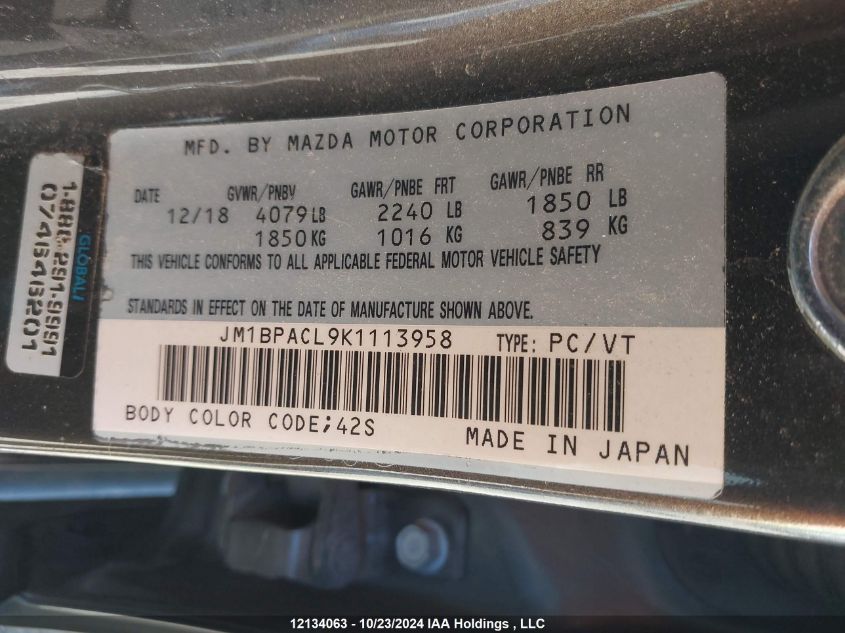 MFD. BY MAZDA MOTOR CORPORATION
DATE GVWR/PNBV GAWR/PNBE FRT GAWR/PNBE RR
12/18 4079 LB 2240 LB 1850 LB
1850 KG 1016 KG 839 KG
THIS VEHICLE CONFORMS TO ALL APPLICABLE FEDERAL MOTOR VEHICLE SAFETY
STANDARDS IN EFFECT ON THE DATE OF MANUFACTURE SHOWN ABOVE.
JM1BPACL9K1113958 TYPE: PC/VT
BODY COLOR CODE;42S MADE IN JAPAN
GLOBALI
12134063 - 10/23/2024 IAA Holdings , LLC